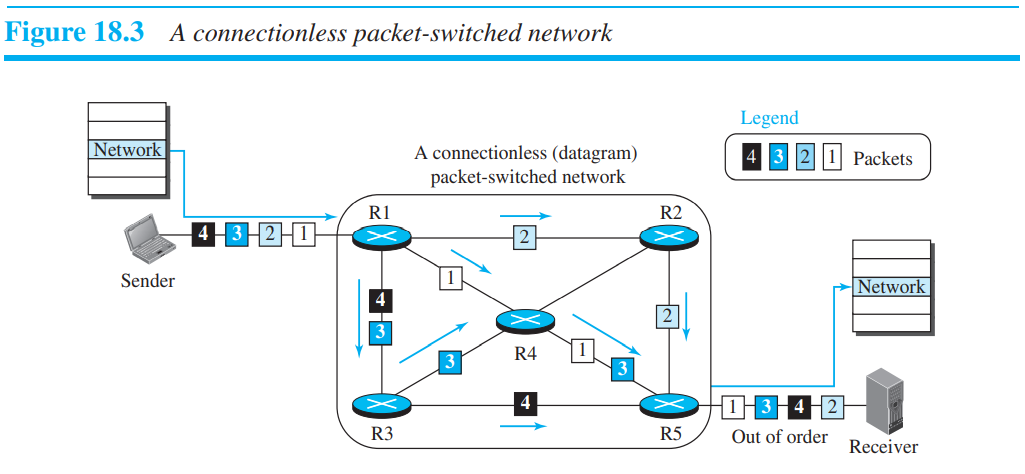 Figure 18.3 A connectionless packet-switched network
Legend
4 3 2 1 Packets
Network
A connectionless (datagram)
packet-switched network
R1
R2
4 3 2 1
2
Sender
1
Network
4
3
2
R4
1
3
3
4
1 3 4 2
R3
R5
Out of order
Receiver